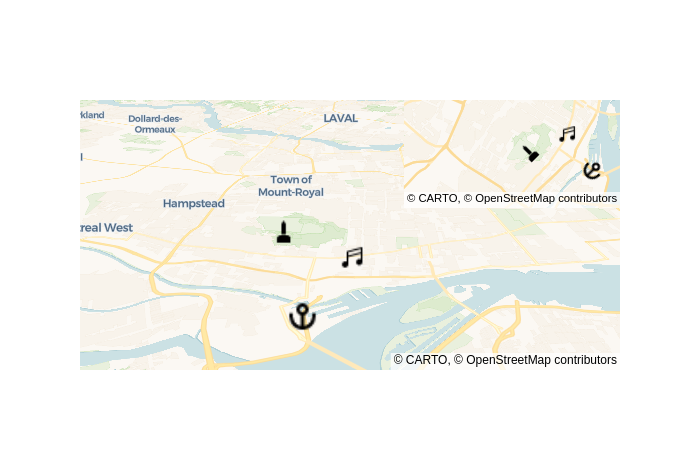 rkland
Dollard-des-
Ormeaux
LAVAL
l
Town of
Mount-Royal
© CARTO, © OpenStreetMap contributors
Hampstead
real West
© CARTO, © OpenStreetMap contributors